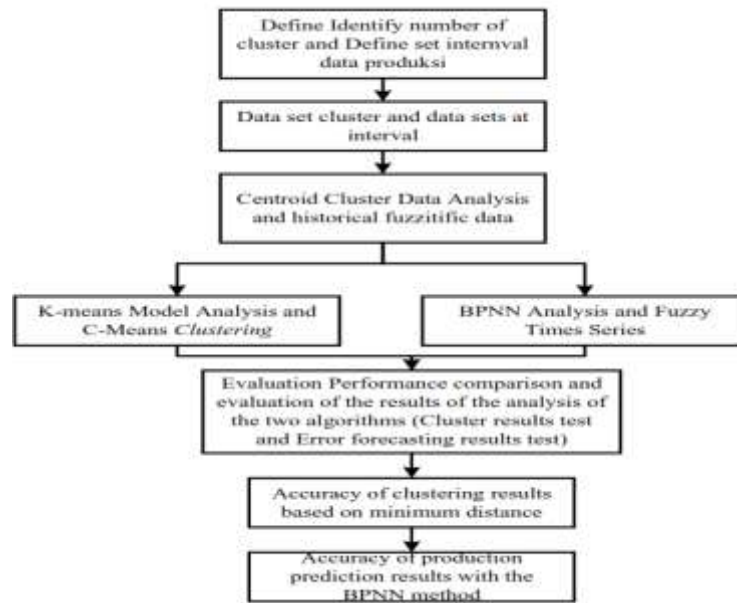 Define Identify number of
cluster and Define set internval
data produksi
Data set cluster and data sets at
interval
Centroid Cluster Data Analysis
and historical fuzzitific data
K-means Model Analysis and
C-Means Clustering
BPNN Analysis and Fuzzy
Times Series
Evaluation Performance comparison and
evaluation of the results of the analysis of
the two algorithms (Cluster results test
and Error forecasting results test)
Accuracy of clustering results
based on minimum distance
Accuracy of production
prediction results with the
BPNN method